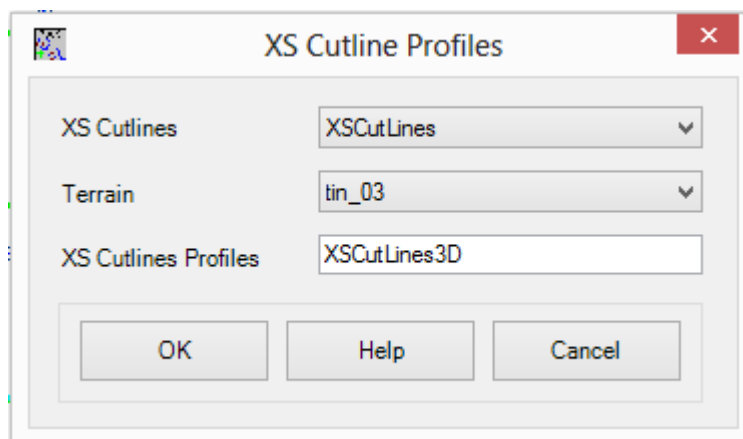 XS Cutline Profiles
XS Cutlines XSCutLines
Terrain tin_03
XS Cutlines Profiles XSCutLines3D
OK Help Cancel